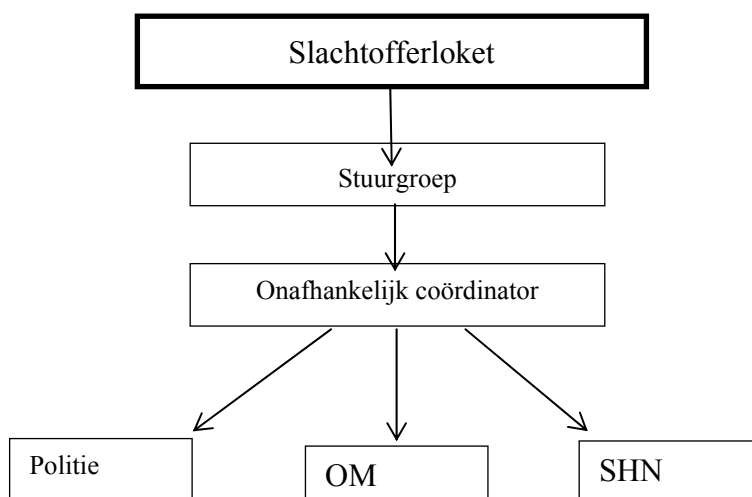 Slachtofferloket
Stuurgroep
Onafhankelijk coördinator
Politie
OM
SHN